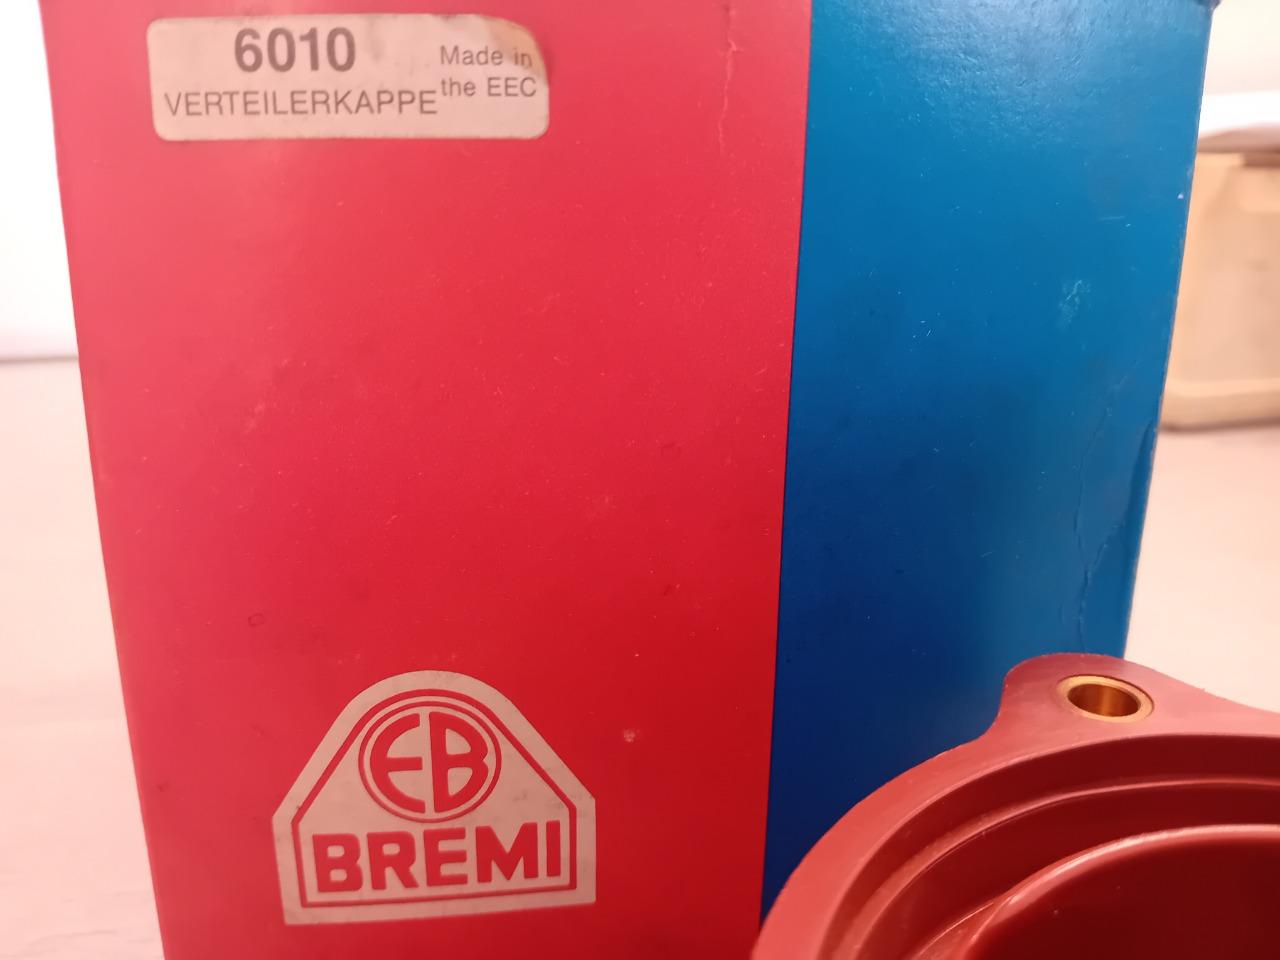 6010
VERTEILERKAPPE
Made in
the EEC
EB
BREMI